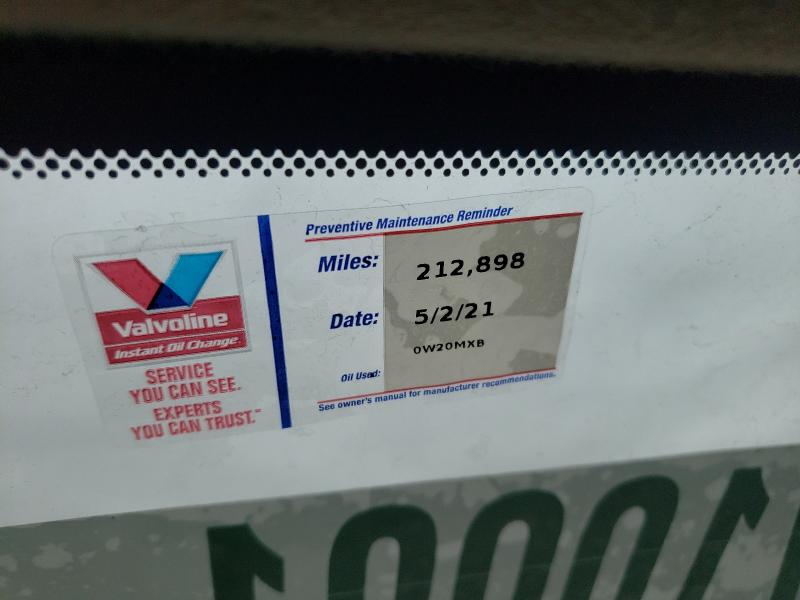 Preventive Maintenance Reminder
Miles: 212,898
Date: 5/2/21
0W20MXB
Oil Used:
See owner's manual for manufacturer recommendations.
Valvoline
Instant Oil Change
SERVICE
YOU CAN SEE.
EXPERTS
YOU CAN TRUST.™